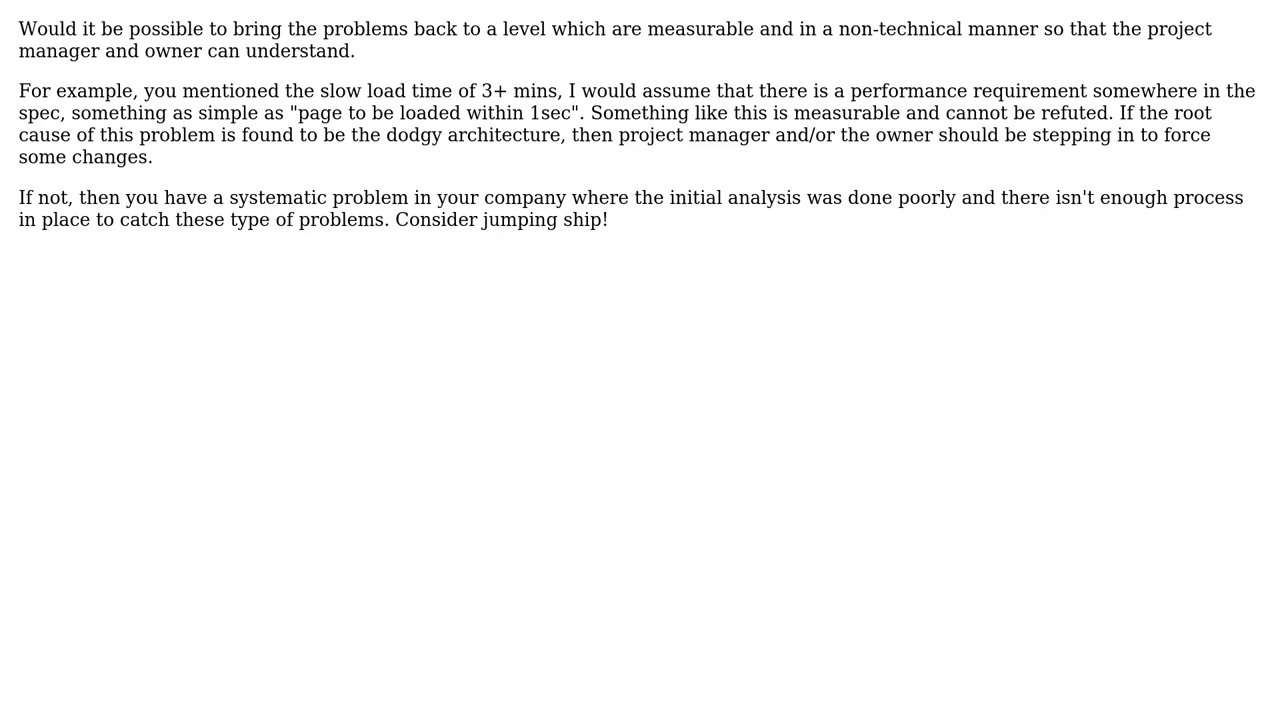 Would it be possible to bring the problems back to a level which are measurable and in a non-technical manner so that the project
manager and owner can understand.
For example, you mentioned the slow load time of 3+ mins, I would assume that there is a performance requirement somewhere in the
spec, something as simple as "page to be loaded within 1sec". Something like this is measurable and cannot be refuted. If the root
cause of this problem is found to be the dodgy architecture, then project manager and/or the owner should be stepping in to force
some changes.
If not, then you have a systematic problem in your company where the initial analysis was done poorly and there isn't enough process
in place to catch these type of problems. Consider jumping ship!